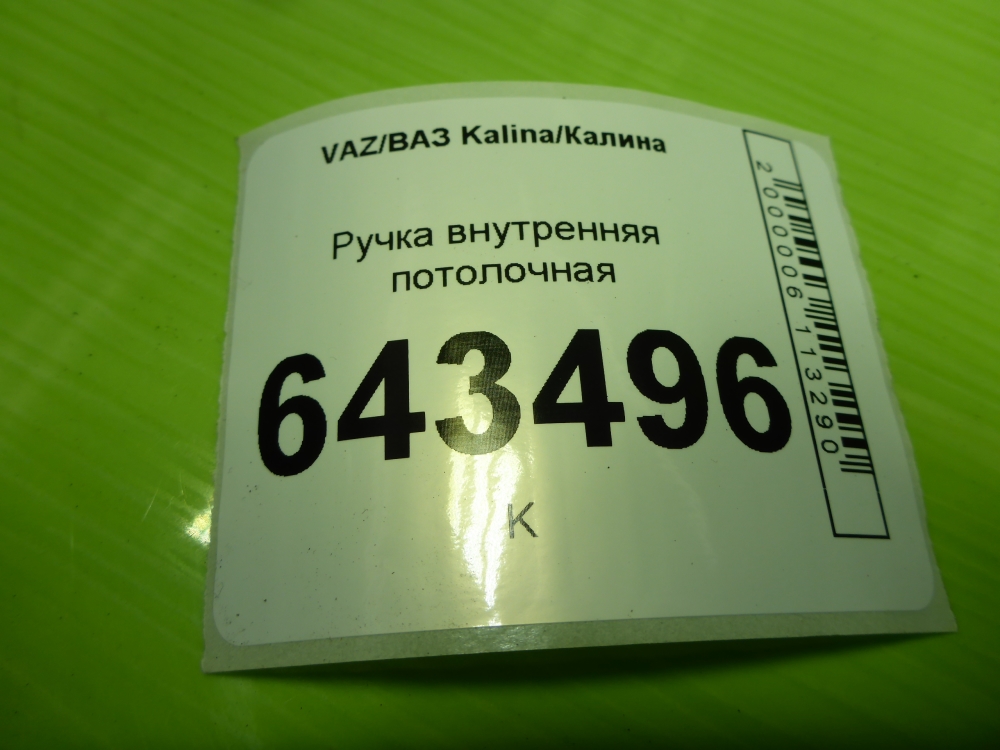 VAZ/ВАЗ Kalina/Калина
Ручка внутренняя
потолочная
643496
К
2000006113290